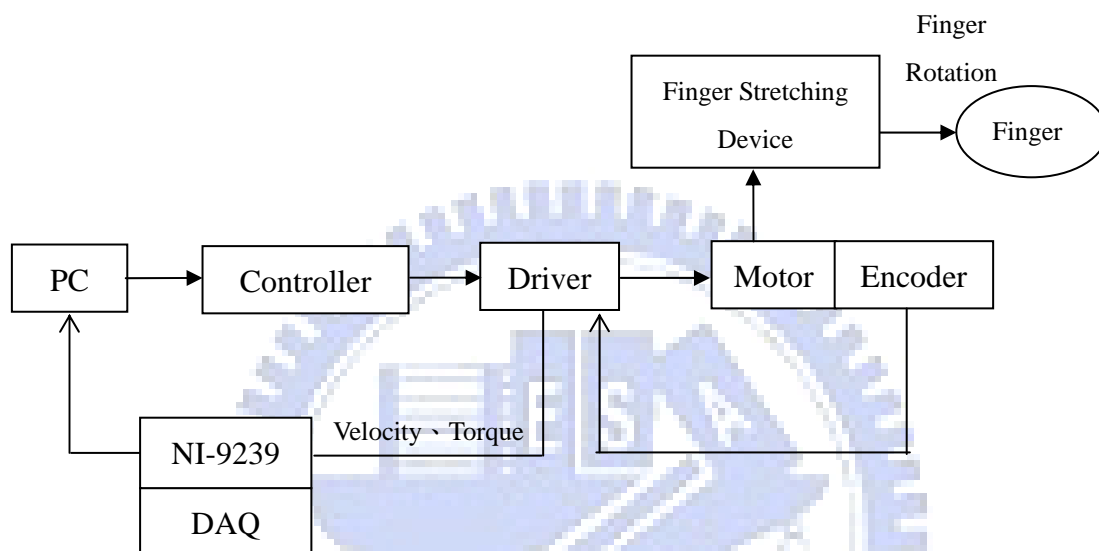 Finger
Rotation
Finger Stretching
Device
Finger
PC
Controller
Driver
Motor
Encoder
Velocity、Torque
NI-9239
DAQ
E S A